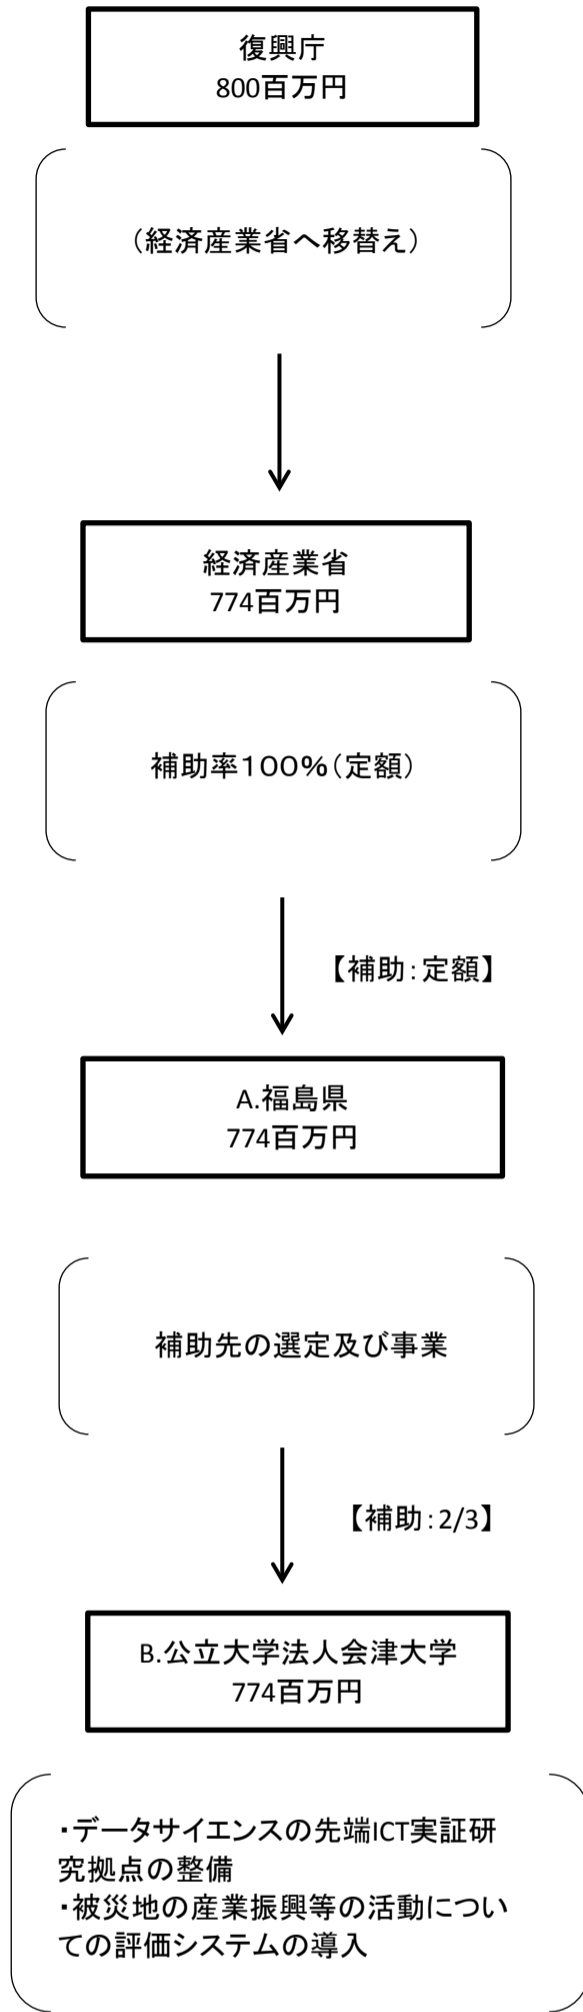 復興庁
800百万円
(経済産業省へ移替え)
経済産業省
774百万円
補助率100%(定額)
【補助:定額】
A.福島県
774百万円
補助先の選定及び事業
【補助:2/3】
B.公立大学法人会津大学
774百万円
・データサイエンスの先端ICT実証研
究拠点の整備
・被災地の産業振興等の活動につい
ての評価システムの導入